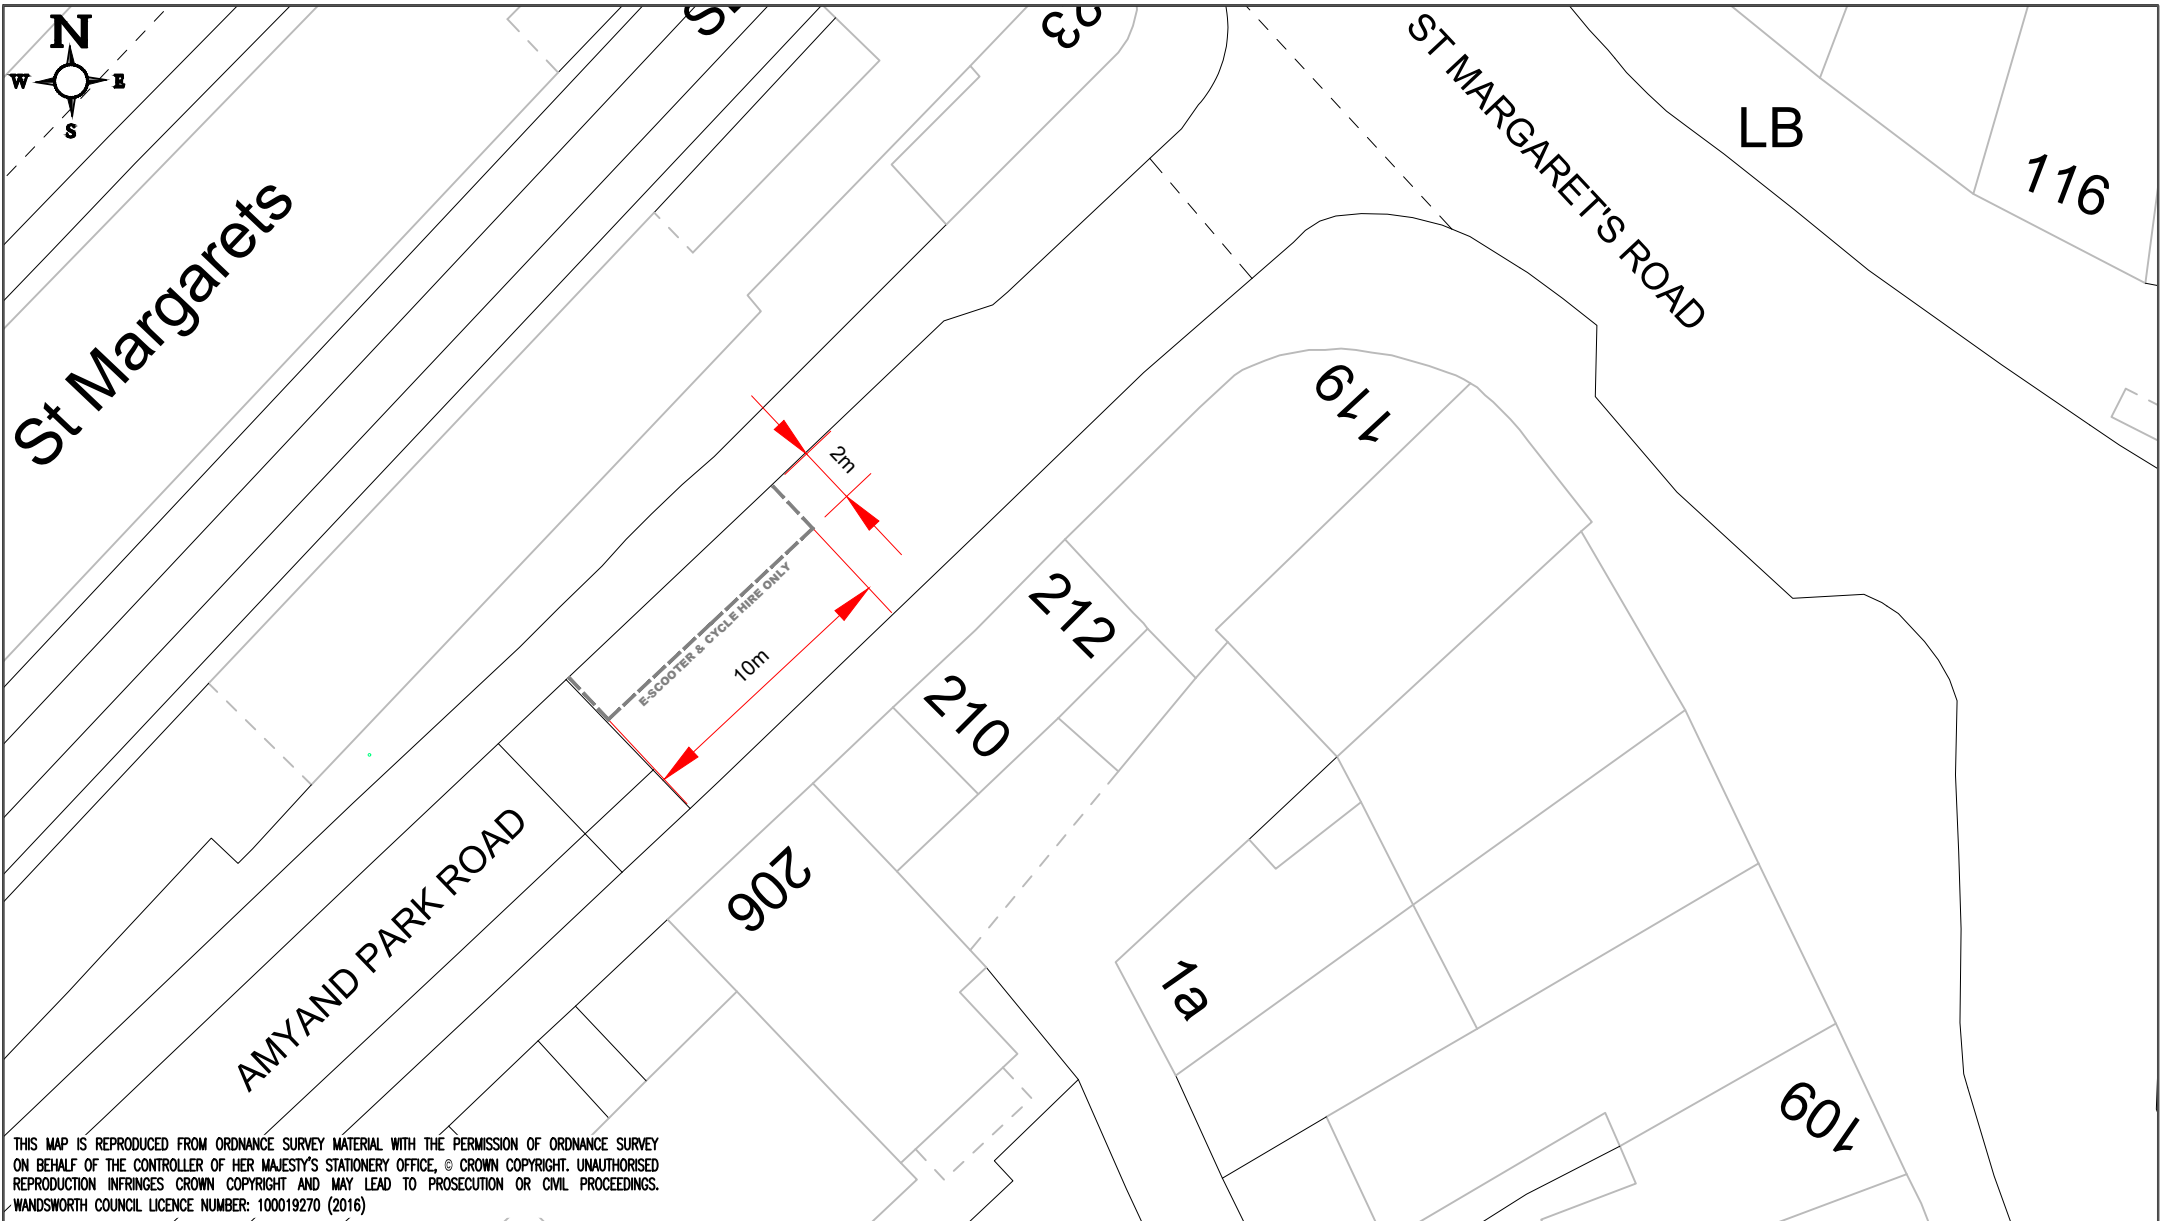 N
W E
S
St Margarets
ST MARGARET'S ROAD
LB
116
119
2m
E-SCOOTER & CYCLE HIRE ONLY
10m
212
210
206
AMYAND PARK ROAD
1a
109
THIS MAP IS REPRODUCED FROM ORDNANCE SURVEY MATERIAL WITH THE PERMISSION OF ORDNANCE SURVEY
ON BEHALF OF THE CONTROLLER OF HER MAJESTY'S STATIONERY OFFICE, © CROWN COPYRIGHT. UNAUTHORISED
REPRODUCTION INFRINGES CROWN COPYRIGHT AND MAY LEAD TO PROSECUTION OR CIVIL PROCEEDINGS.
WANDSWORTH COUNCIL LICENCE NUMBER: 100019270 (2016)